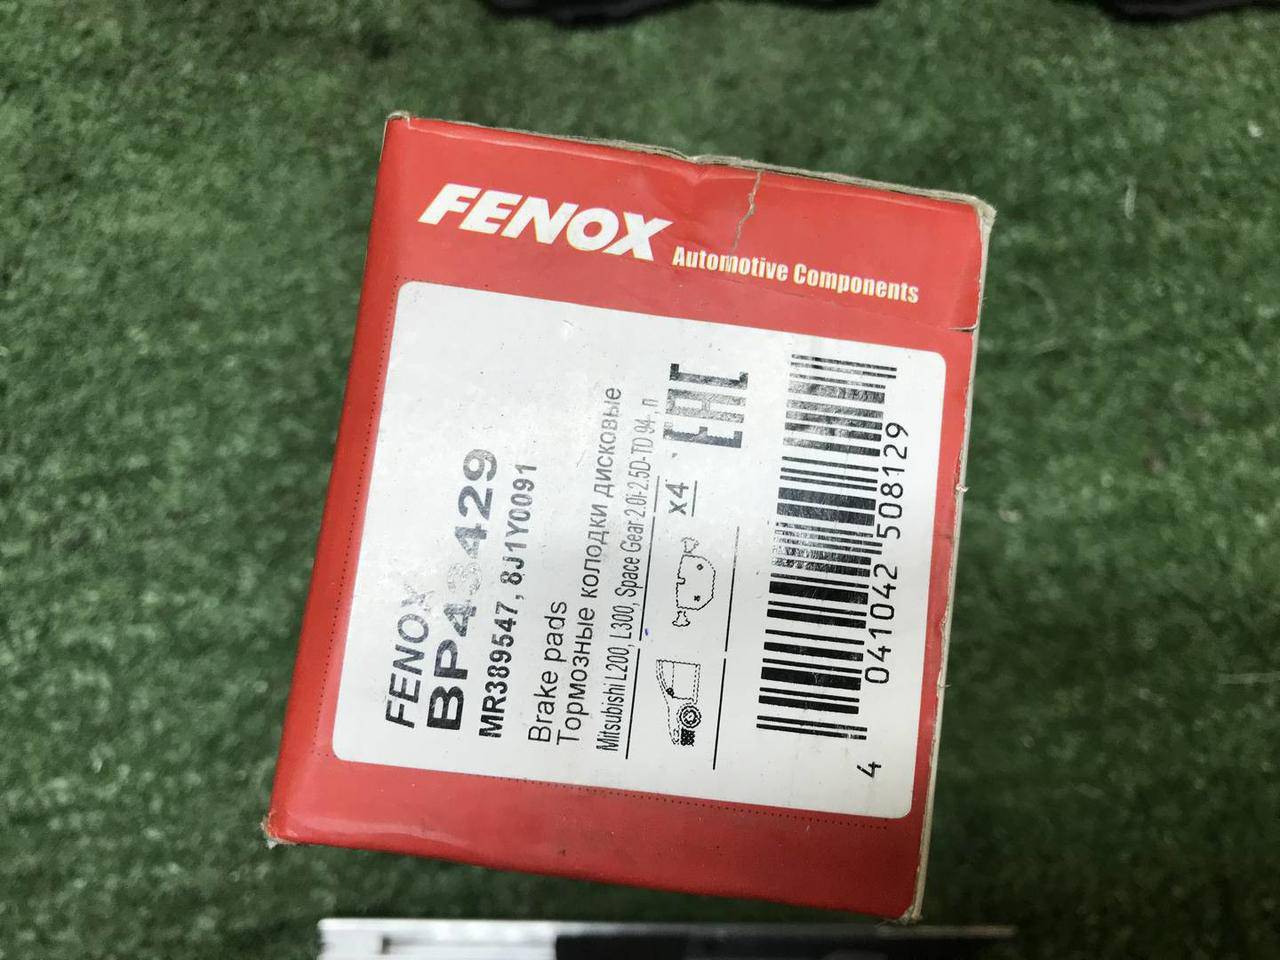 FENOX
Automotive Components
FENOX
BP43429
MR389547, 8J1Y0091
Brake pads
Тормозные колодки дисковые
Mitsubishi L200, L300, Space Gear 2.0i-2.5D-TD 94-, п
x4
EAC
4 041042 508129